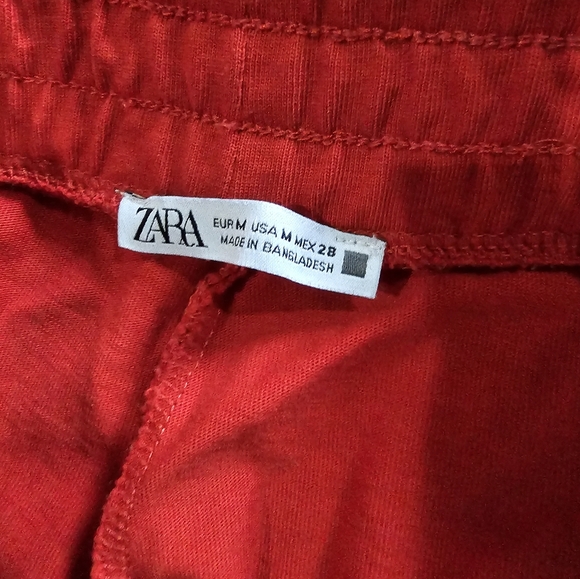 ZARA
EUR M USA M MEX 28
MADE IN BANGLADESH